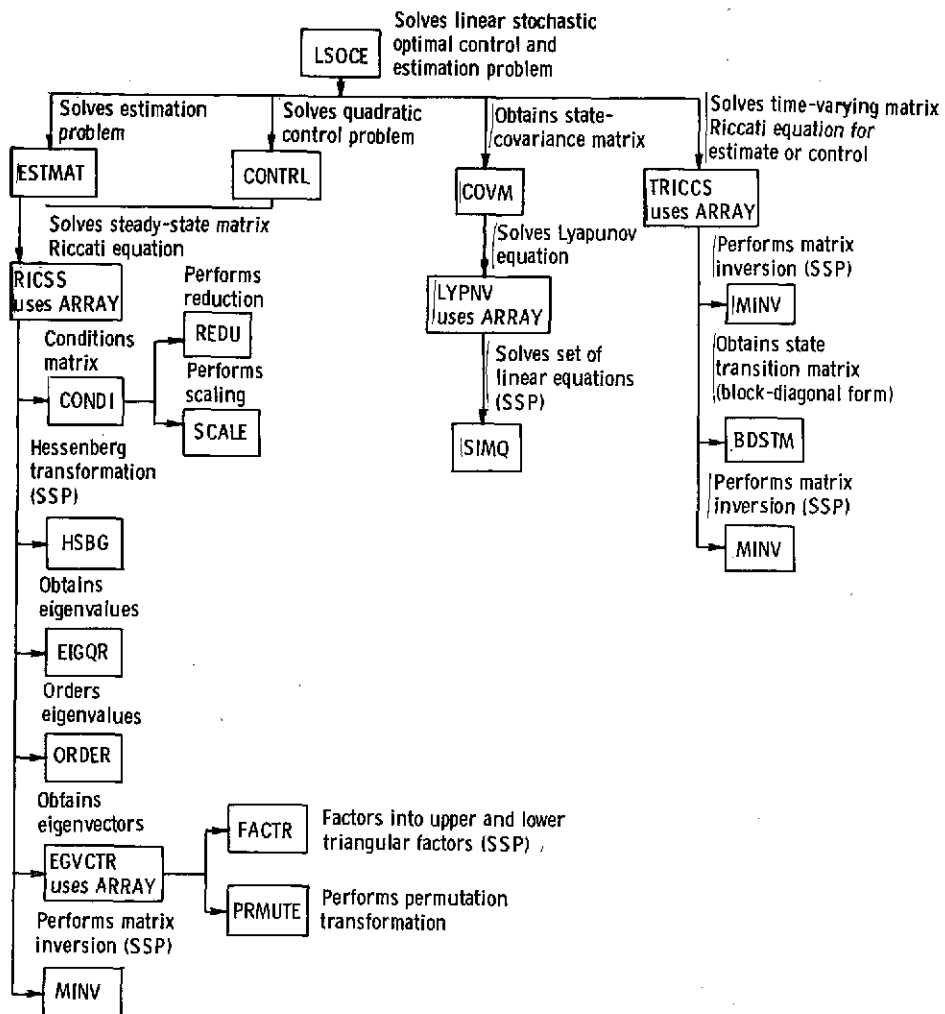 Solves linear stochastic
optimal control and
estimation problem
LSOCE
Solves estimation
problem
ESTMAT
Solves quadratic
control problem
CONTRL
Obtains state-
covariance matrix
COVM
Solves time-varying matrix
Riccati equation for
estimate or control
TRICCS
uses ARRAY
Solves steady-state matrix
Riccati equation
RICSS
uses ARRAY
Solves Lyapunov
equation
LYPNV
uses ARRAY
Performs matrix
inversion (SSP)
MINV
Performs
reduction
REDU
Conditions
matrix
CONDI
Performs
scaling
SCALE
Solves set of
linear equations
(SSP)
SIMQ
Obtains state
transition matrix
(block-diagonal form)
BDSTM
Performs matrix
inversion (SSP)
MINV
Hessenberg
transformation
(SSP)
HSBG
Obtains
eigenvalues
EIGQR
Orders
eigenvalues
ORDER
Obtains
eigenvectors
EGVCTR
uses ARRAY
FACTR
Factors into upper and lower
triangular factors (SSP)
PRMUTE
Performs permutation
transformation
Performs matrix
inversion (SSP)
MINV